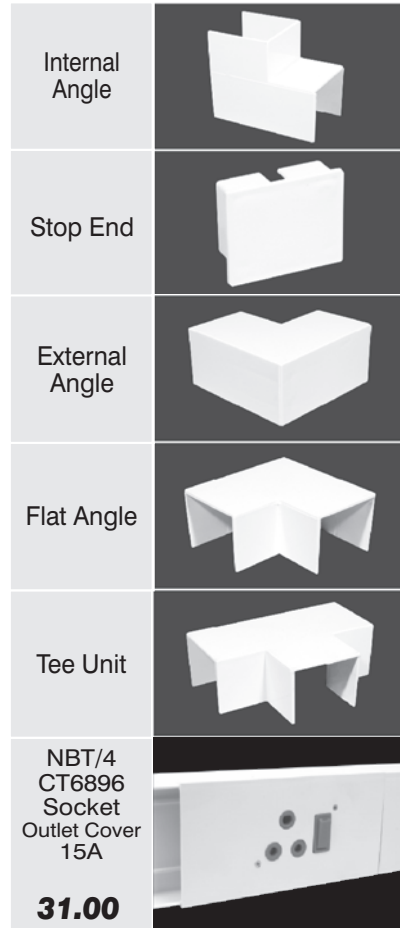 Internal
Angle
Stop End
External
Angle
Flat Angle
Tee Unit
NBT/4
CT6896
Socket
Outlet Cover
15A
31.00